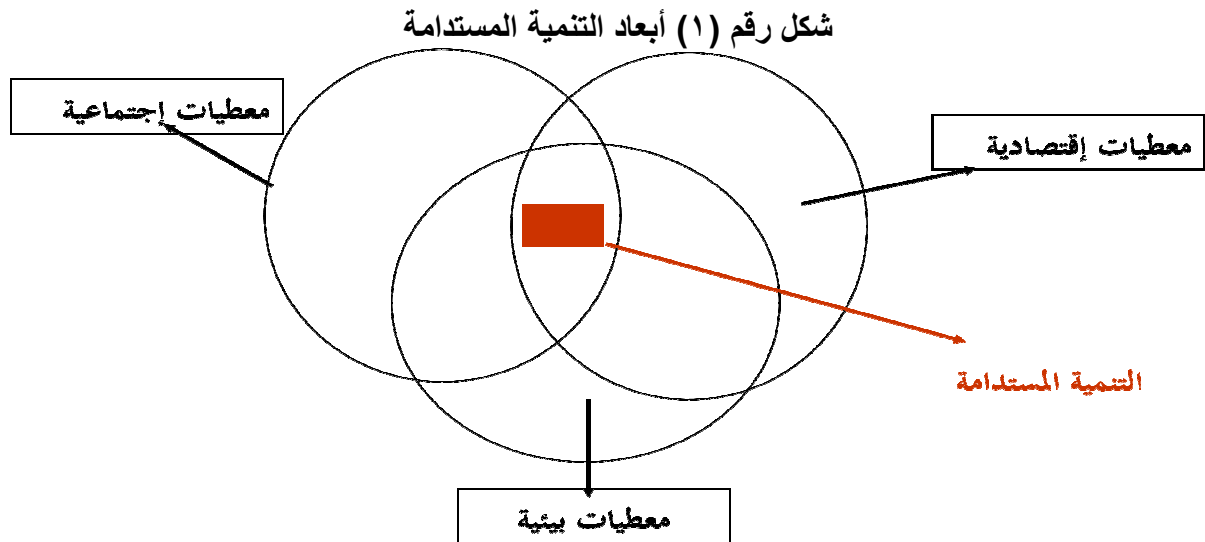 شكل رقم (١) أبعاد التنمية المستدامة
معطيات إجتماعية
معطيات إقتصادية
التنمية المستدامة
معطيات بيئية